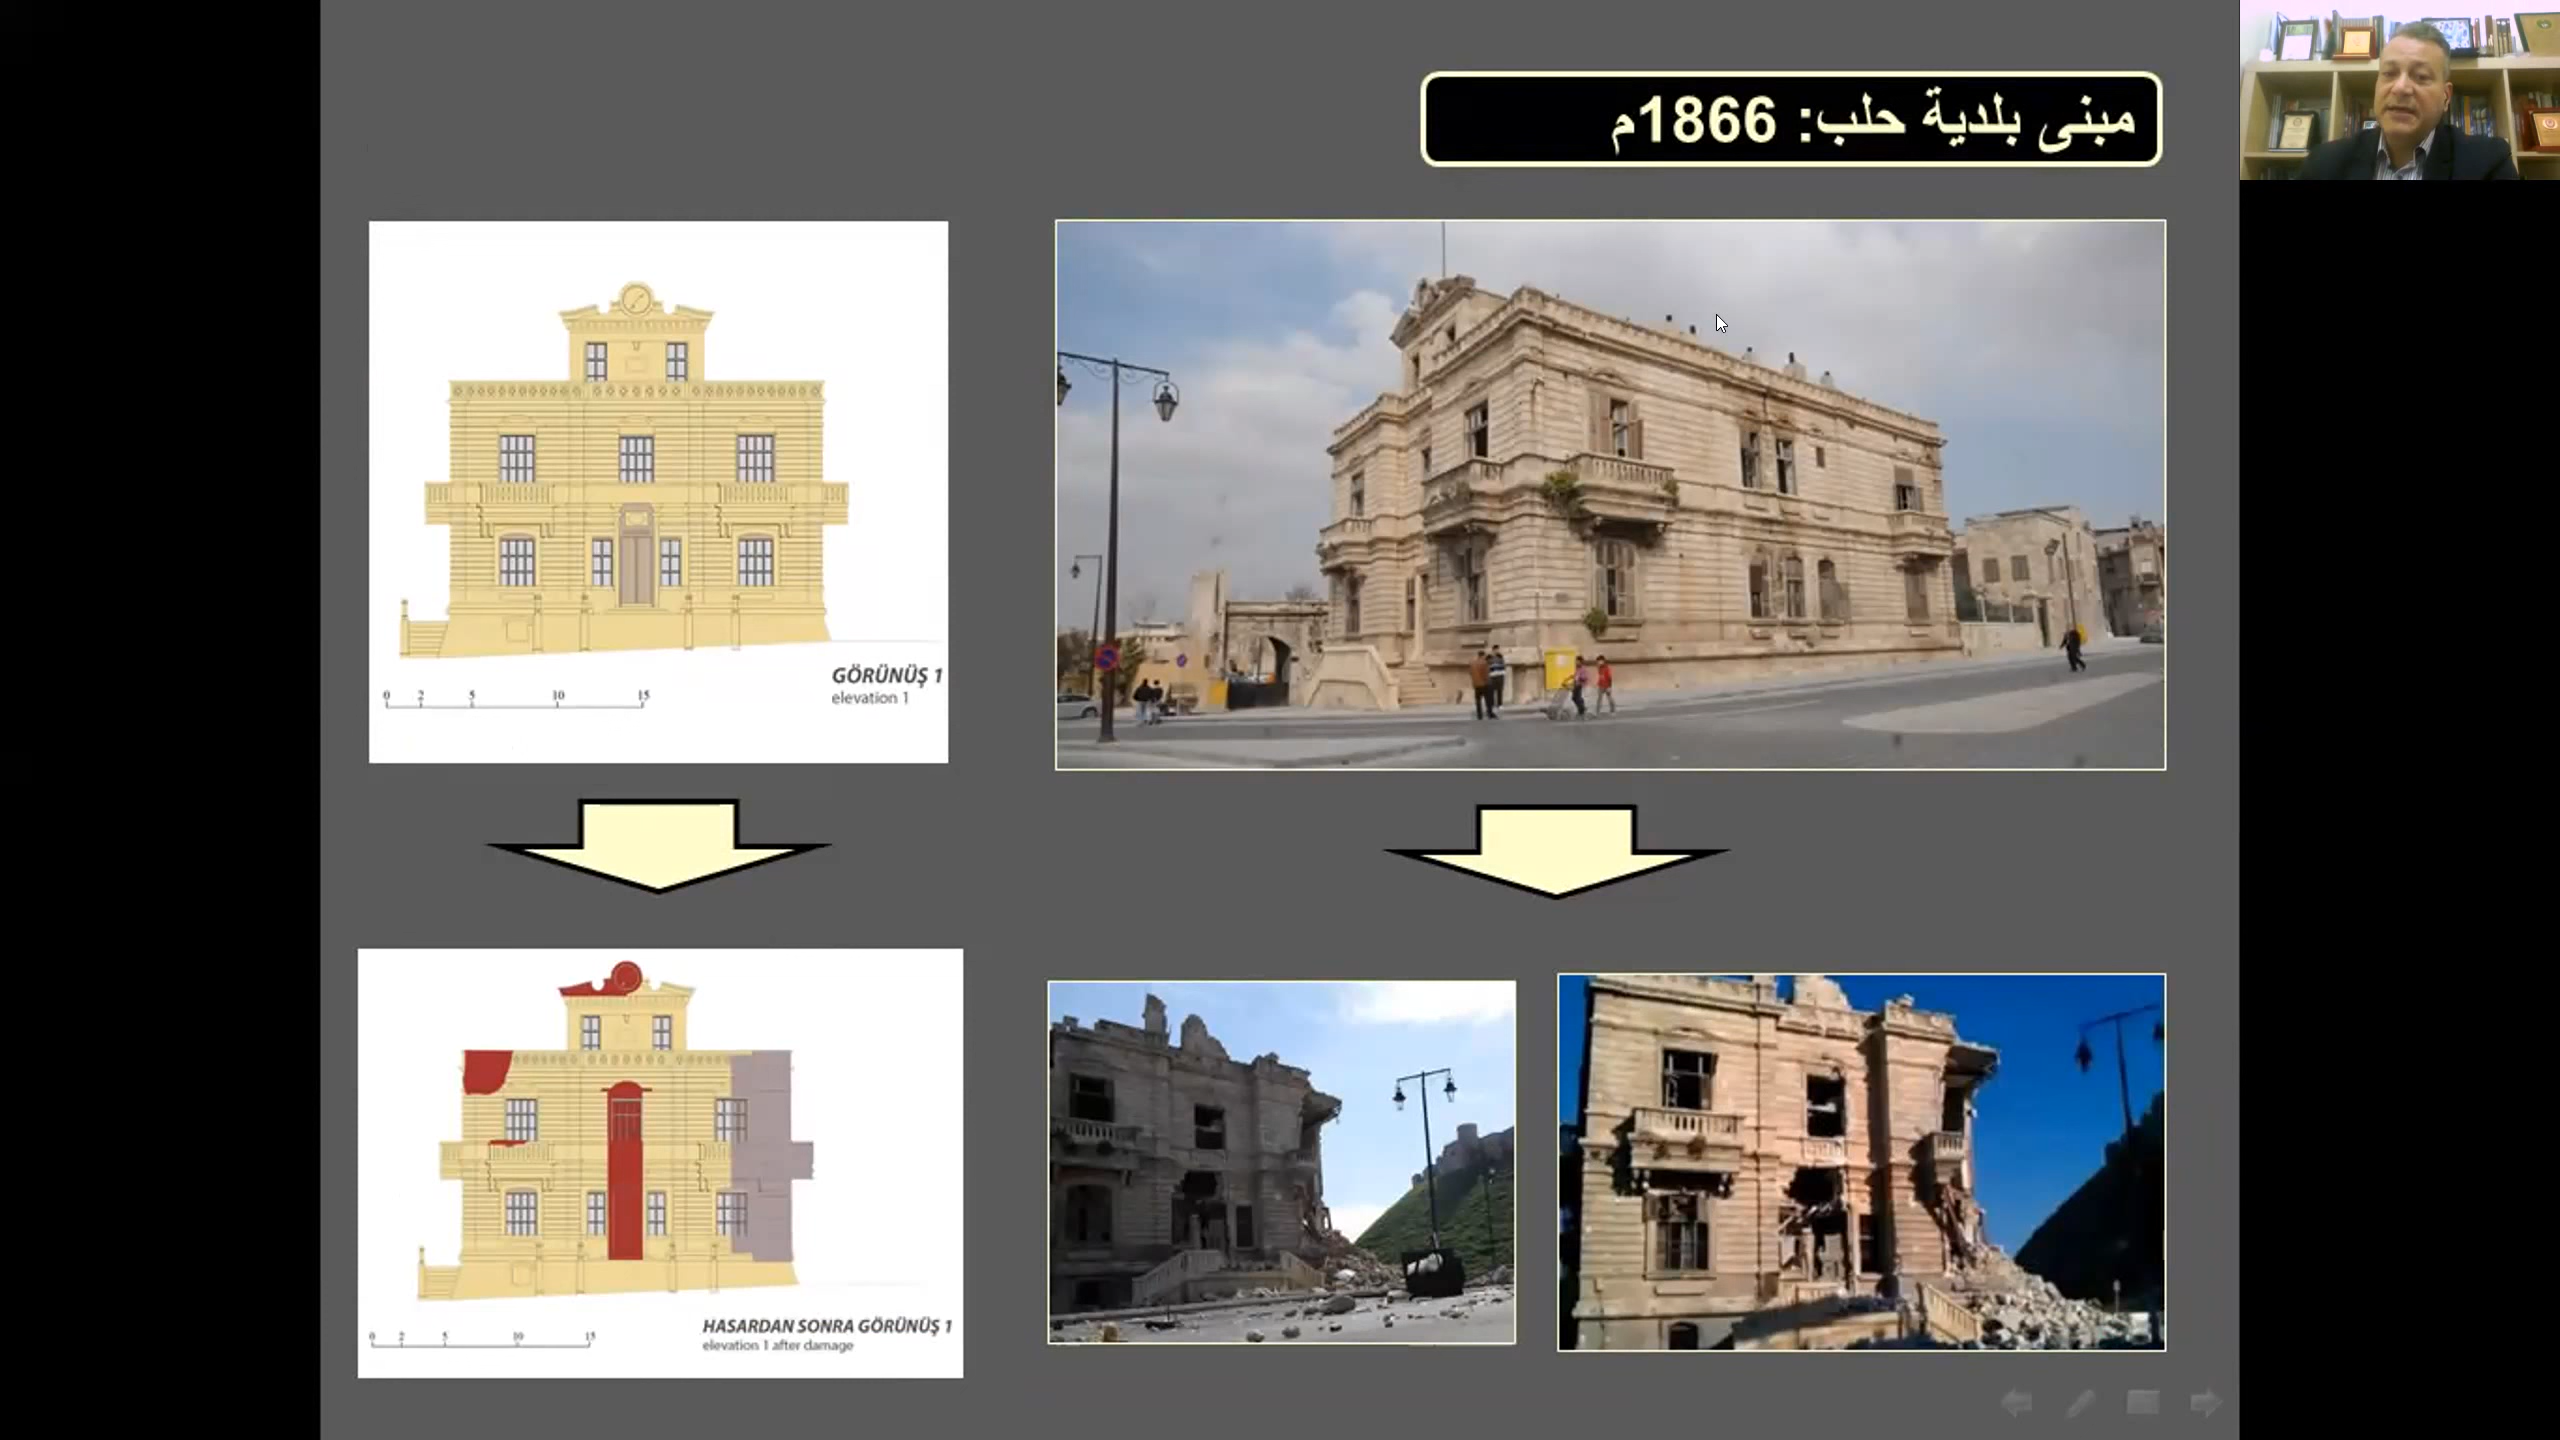 مبنى بلدية حلب: 1866م
GÖRÜNÜŞ 1
elevation 1
0 2 5 10 15
HASARDAN SONRA GÖRÜNÜŞ 1
elevation 1 after damage
0 2 5 10 15